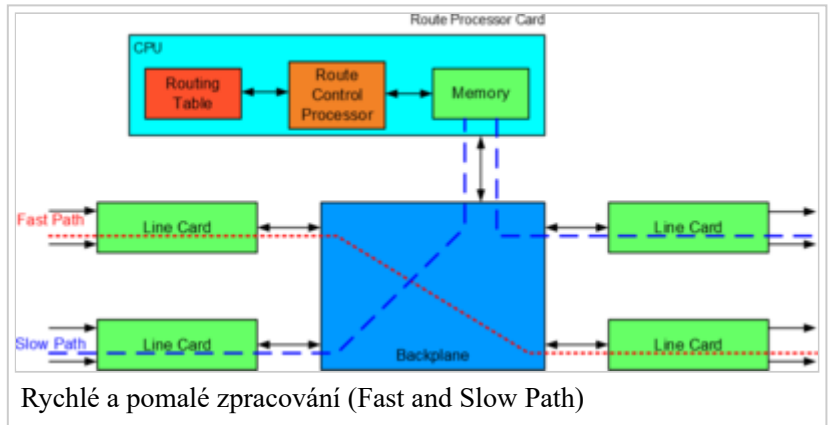 Route Processor Card
CPU
Routing
Table
Route
Control
Processor
Memory
Fast Path
Line Card
Line Card
Slow Path
Line Card
Backplane
Line Card
Rychlé a pomalé zpracování (Fast and Slow Path)